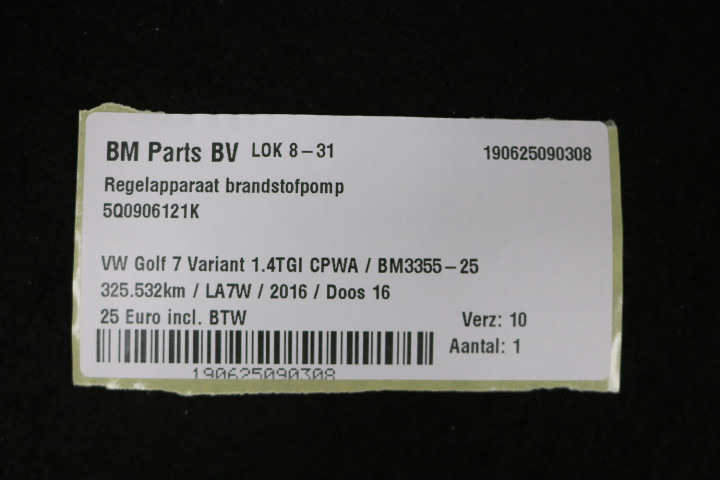 BM Parts BV LOK 8-31 190625090308
Regelapparaat brandstofpomp
5Q0906121K
VW Golf 7 Variant 1.4TGI CPWA / BM3355-25
325.532km / LA7W / 2016 / Doos 16
25 Euro incl. BTW Verz: 10
Aantal: 1
190625090308